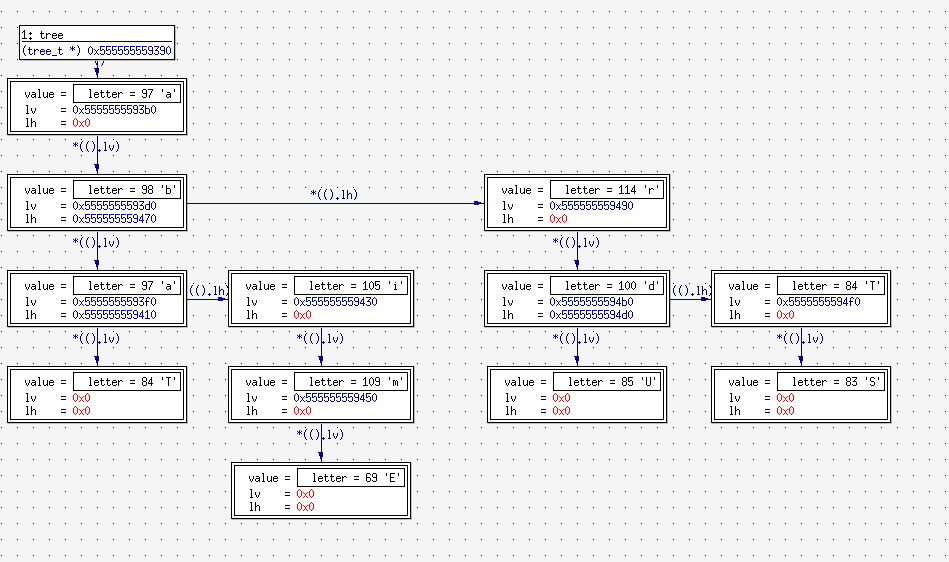 1: tree
(tree_t *) 0x555555559390
value = letter = 97 'a'
lv = 0x5555555593b0
lh = 0x0
*(().lv)
value = letter = 98 'b'
lv = 0x5555555593d0
lh = 0x555555559470
*(().lh)
value = letter = 114 'r'
lv = 0x555555559490
lh = 0x0
*(().lv)
*(().lv)
value = letter = 97 'a'
lv = 0x5555555593f0
lh = 0x555555559410
(().lh)
value = letter = 105 'i'
lv = 0x555555559430
lh = 0x0
value = letter = 100 'd'
lv = 0x5555555594b0
lh = 0x5555555594d0
(().lh)
value = letter = 84 'T'
lv = 0x5555555594f0
lh = 0x0
*(().lv)
*(().lv)
*(().lv)
*(().lv)
value = letter = 84 'T'
lv = 0x0
lh = 0x0
value = letter = 109 'm'
lv = 0x555555559450
lh = 0x0
value = letter = 85 'U'
lv = 0x0
lh = 0x0
value = letter = 83 'S'
lv = 0x0
lh = 0x0
*(().lv)
value = letter = 69 'E'
lv = 0x0
lh = 0x0